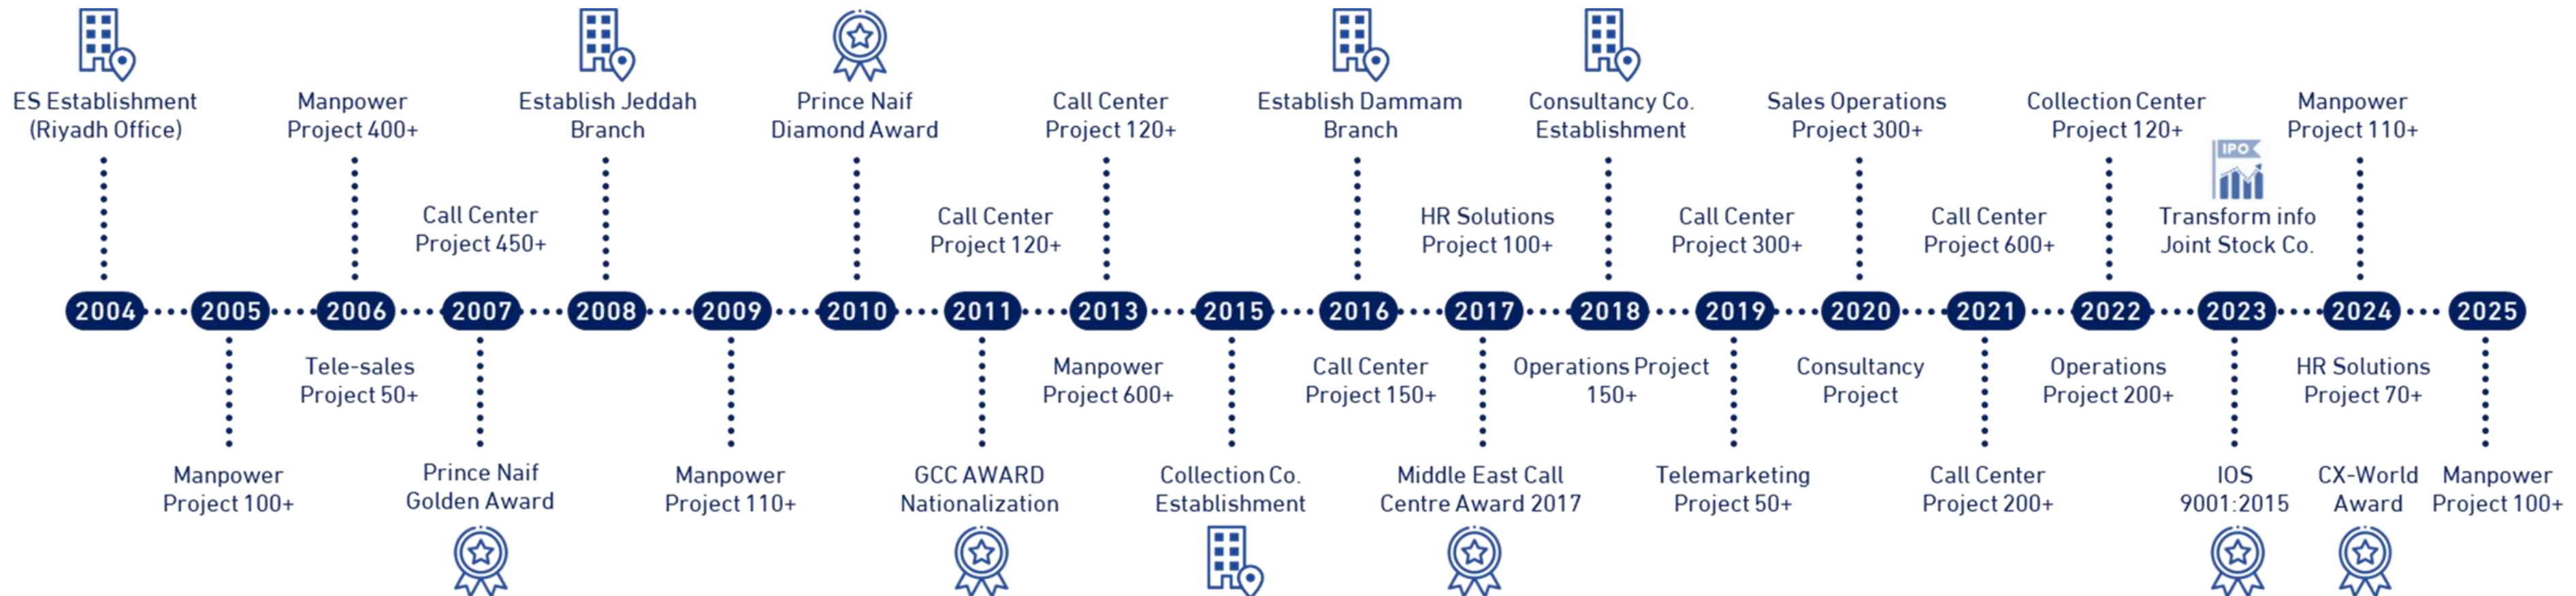 ES Establishment
(Riyadh Office)
Manpower
Project 400+
Establish Jeddah
Branch
Prince Naif
Diamond Award
Call Center
Project 120+
Establish Dammam
Branch
Consultancy Co.
Establishment
Sales Operations
Project 300+
Collection Center
Project 120+
Manpower
Project 110+
IPO
Call Center
Project 450+
Call Center
Project 120+
HR Solutions
Project 100+
Call Center
Project 300+
Call Center
Project 600+
Transform info
Joint Stock Co.
2004 2005 2006 2007 2008 2009 2010 2011 2013 2015 2016 2017 2018 2019 2020 2021 2022 2023 2024 2025
Tele-sales
Project 50+
Manpower
Project 600+
Call Center
Project 150+
Operations Project
150+
Consultancy
Project
Operations
Project 200+
HR Solutions
Project 70+
Manpower
Project 100+
Prince Naif
Golden Award
Manpower
Project 110+
GCC AWARD
Nationalization
Collection Co.
Establishment
Middle East Call
Centre Award 2017
Telemarketing
Project 50+
Call Center
Project 200+
IOS
9001:2015
CX-World
Award
Manpower
Project 100+